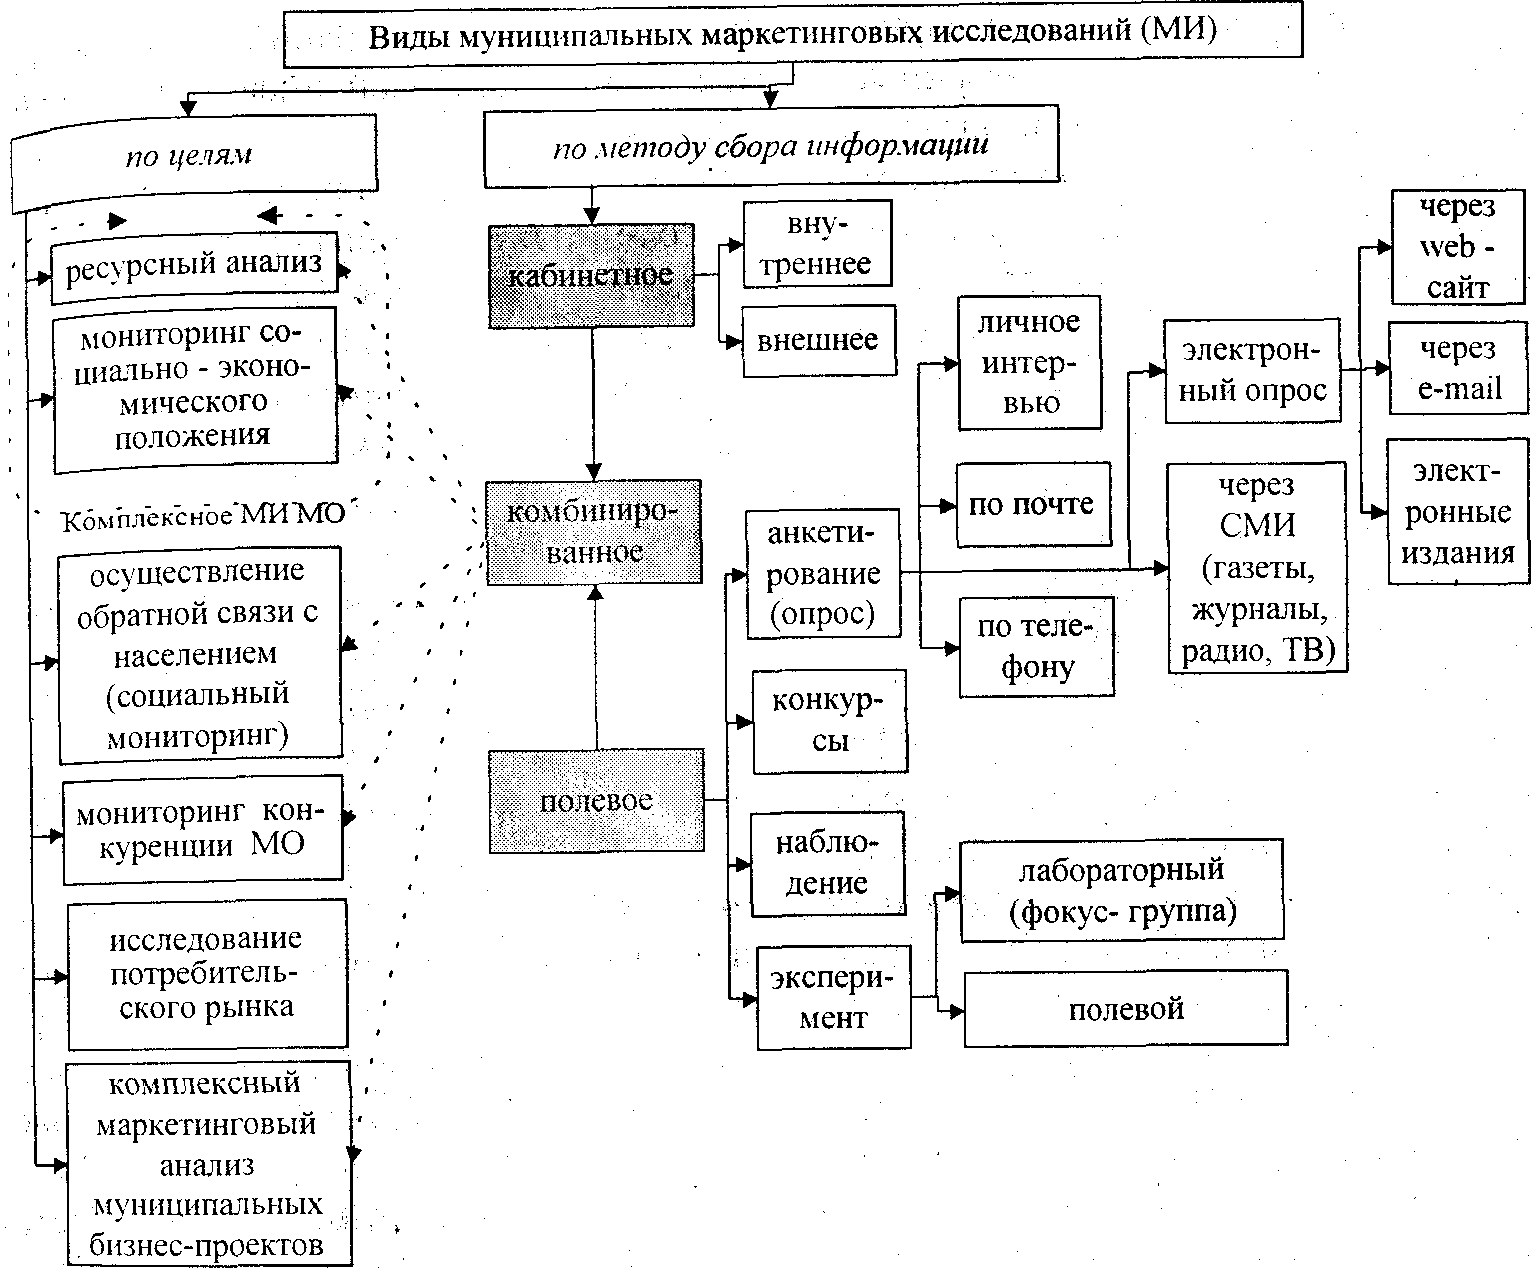 Виды муниципальных маркетинговых исследований (МИ)
по целям
по методу сбора информации
ресурсный анализ
мониторинг со-
циально - эконо-
мического
положения
Комплексное МИ МО
осуществление
обратной связи с
населением
(социальный
мониторинг)
мониторинг кон-
куренции МО
исследование
потребитель-
ского рынка
комплексный
маркетинговый
анализ
муниципальных
бизнес-проектов
кабинетное
комбиниро-
ванное
полевое
вну-
треннее
внешнее
анкети-
рование
(опрос)
конкур-
сы
наблю-
дение
экспери-
мент
личное
интер-
вью
по почте
по теле-
фону
лабораторный
(фокус- группа)
полевой
электрон-
ный опрос
через
СМИ
(газеты,
журналы,
радио, ТВ)
через
web -
сайт
через
e-mail
элект-
ронные
издания